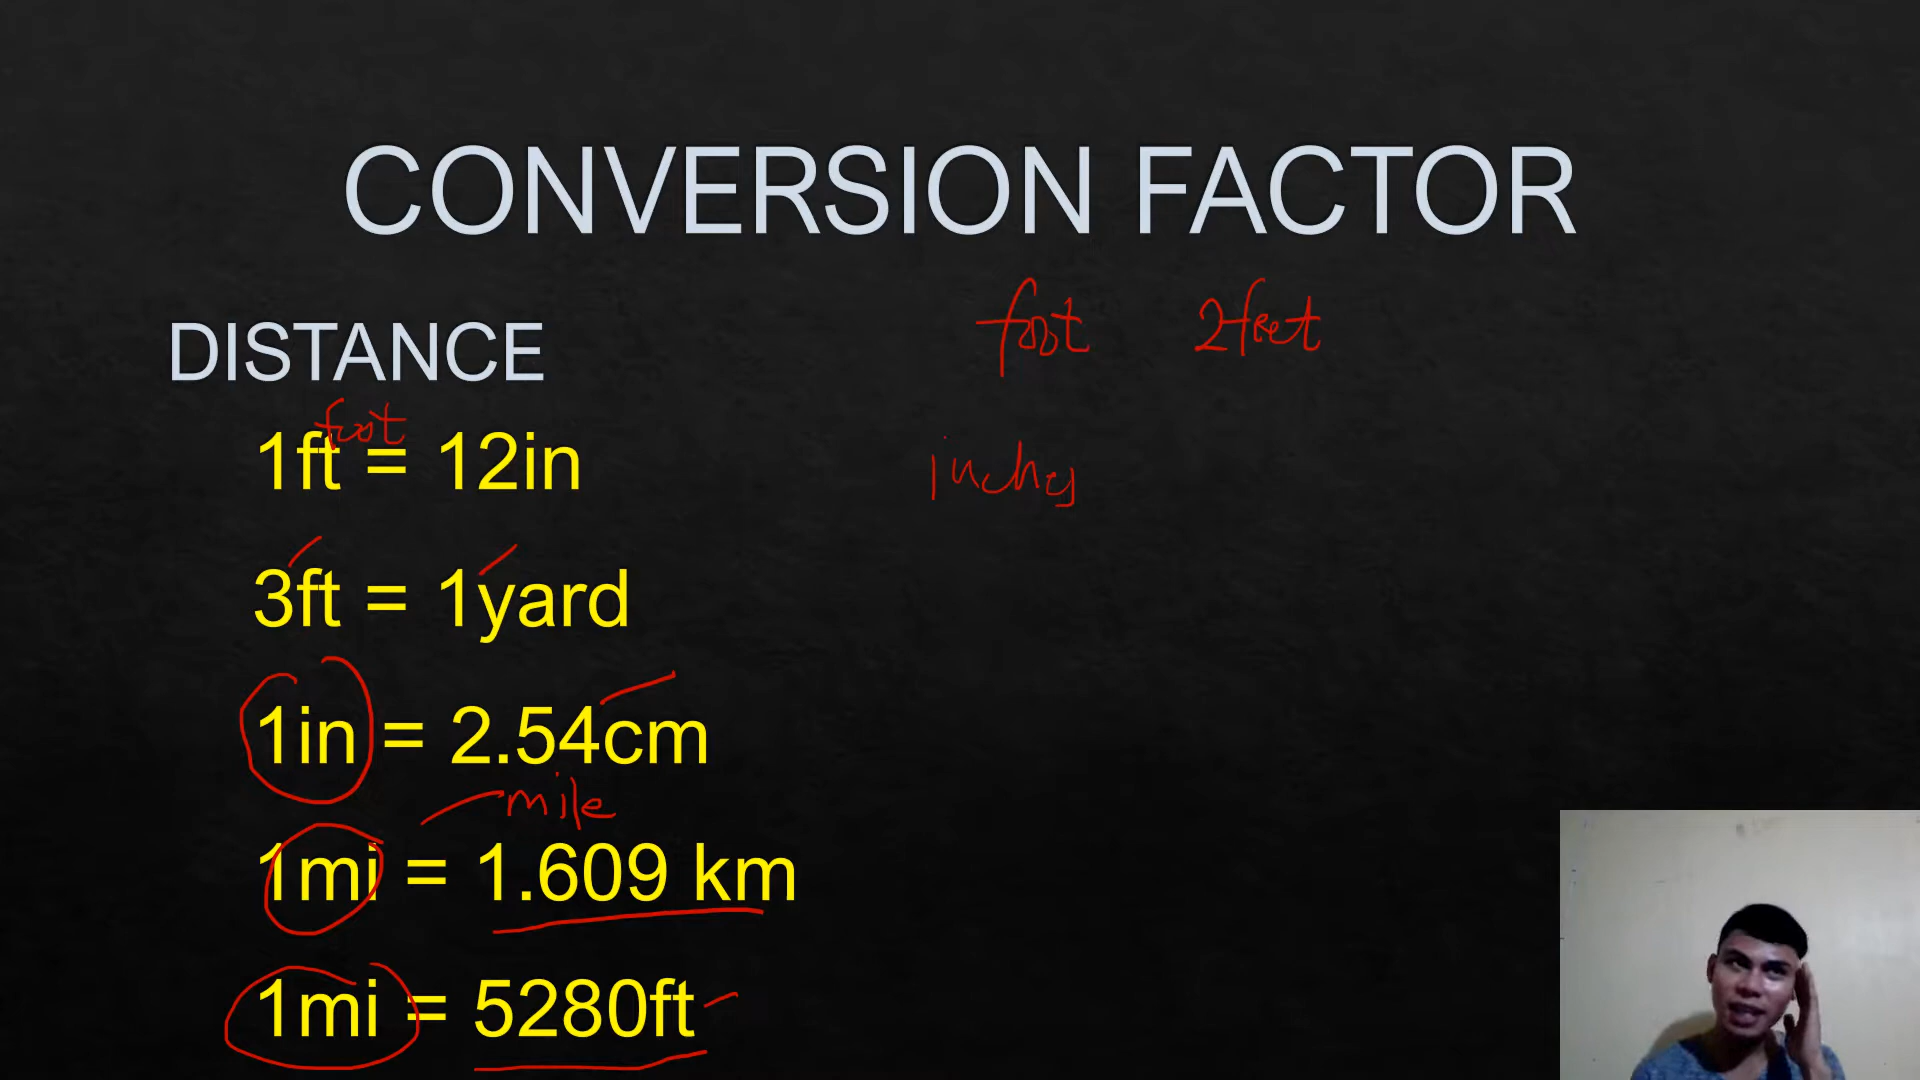 CONVERSION FACTOR
foot 2feet
DISTANCE
foot
1ft = 12in
inches
3ft = 1yard
1in = 2.54cm
mile
1mi = 1.609 km
1mi = 5280ft